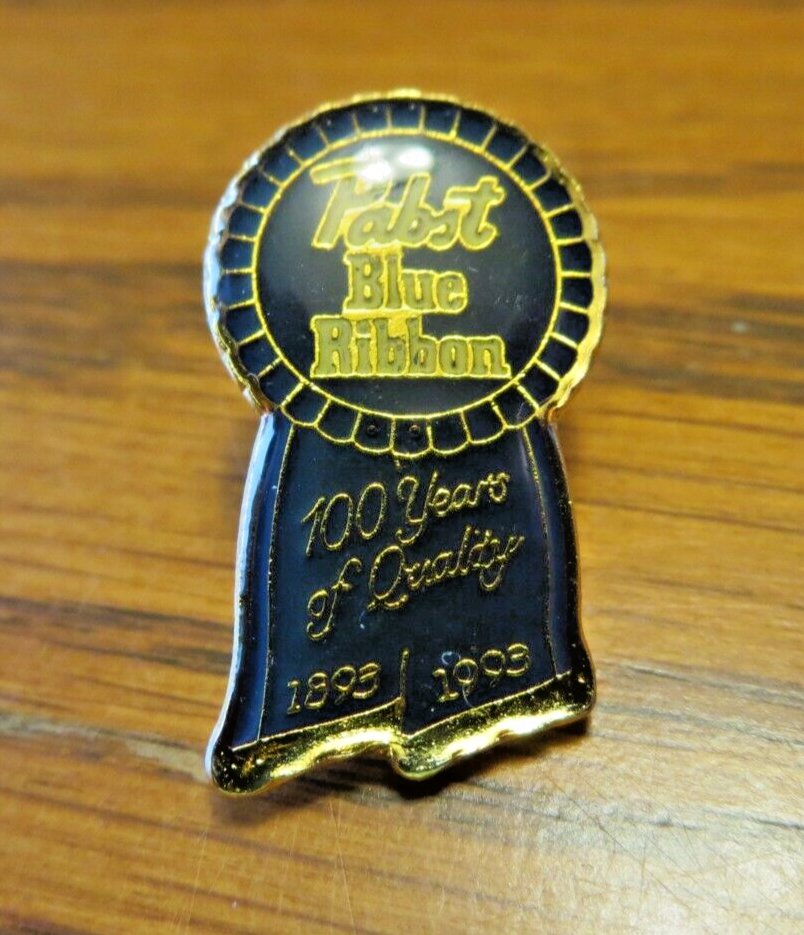 Pabst
Blue
Ribbon
100 Years
of Quality
1893 1993